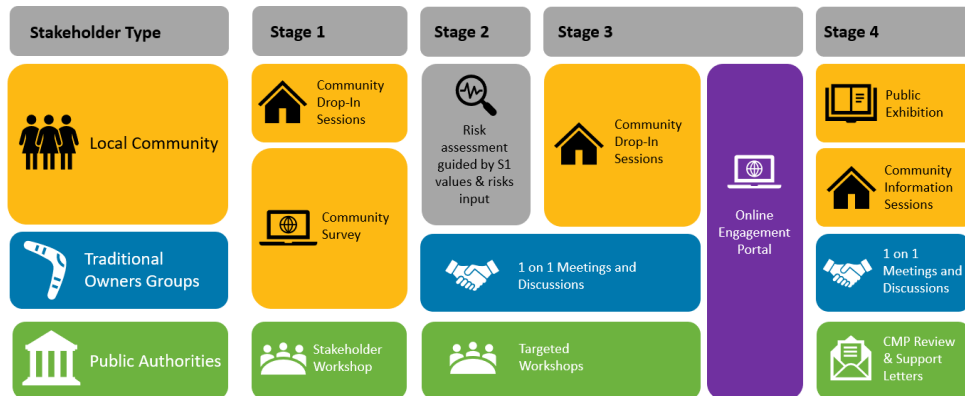 Stakeholder Type
Stage 1
Stage 2
Stage 3
Stage 4
Local Community
Community
Drop-In
Sessions
Risk
assessment
guided by S1
values & risks
input
Community
Drop-In
Sessions
Online
Engagement
Portal
Public
Exhibition
Community
Survey
Community
Information
Sessions
Traditional
Owners Groups
1 on 1 Meetings and
Discussions
1 on 1
Meetings and
Discussions
Public Authorities
Stakeholder
Workshop
Targeted
Workshops
CMP Review
& Support
Letters